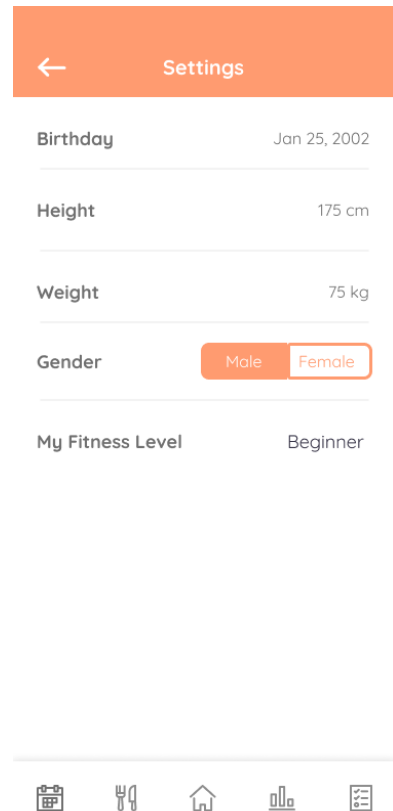 Settings
Birthday Jan 25, 2002
Height 175 cm
Weight 75 kg
Gender Male Female
My Fitness Level Beginner